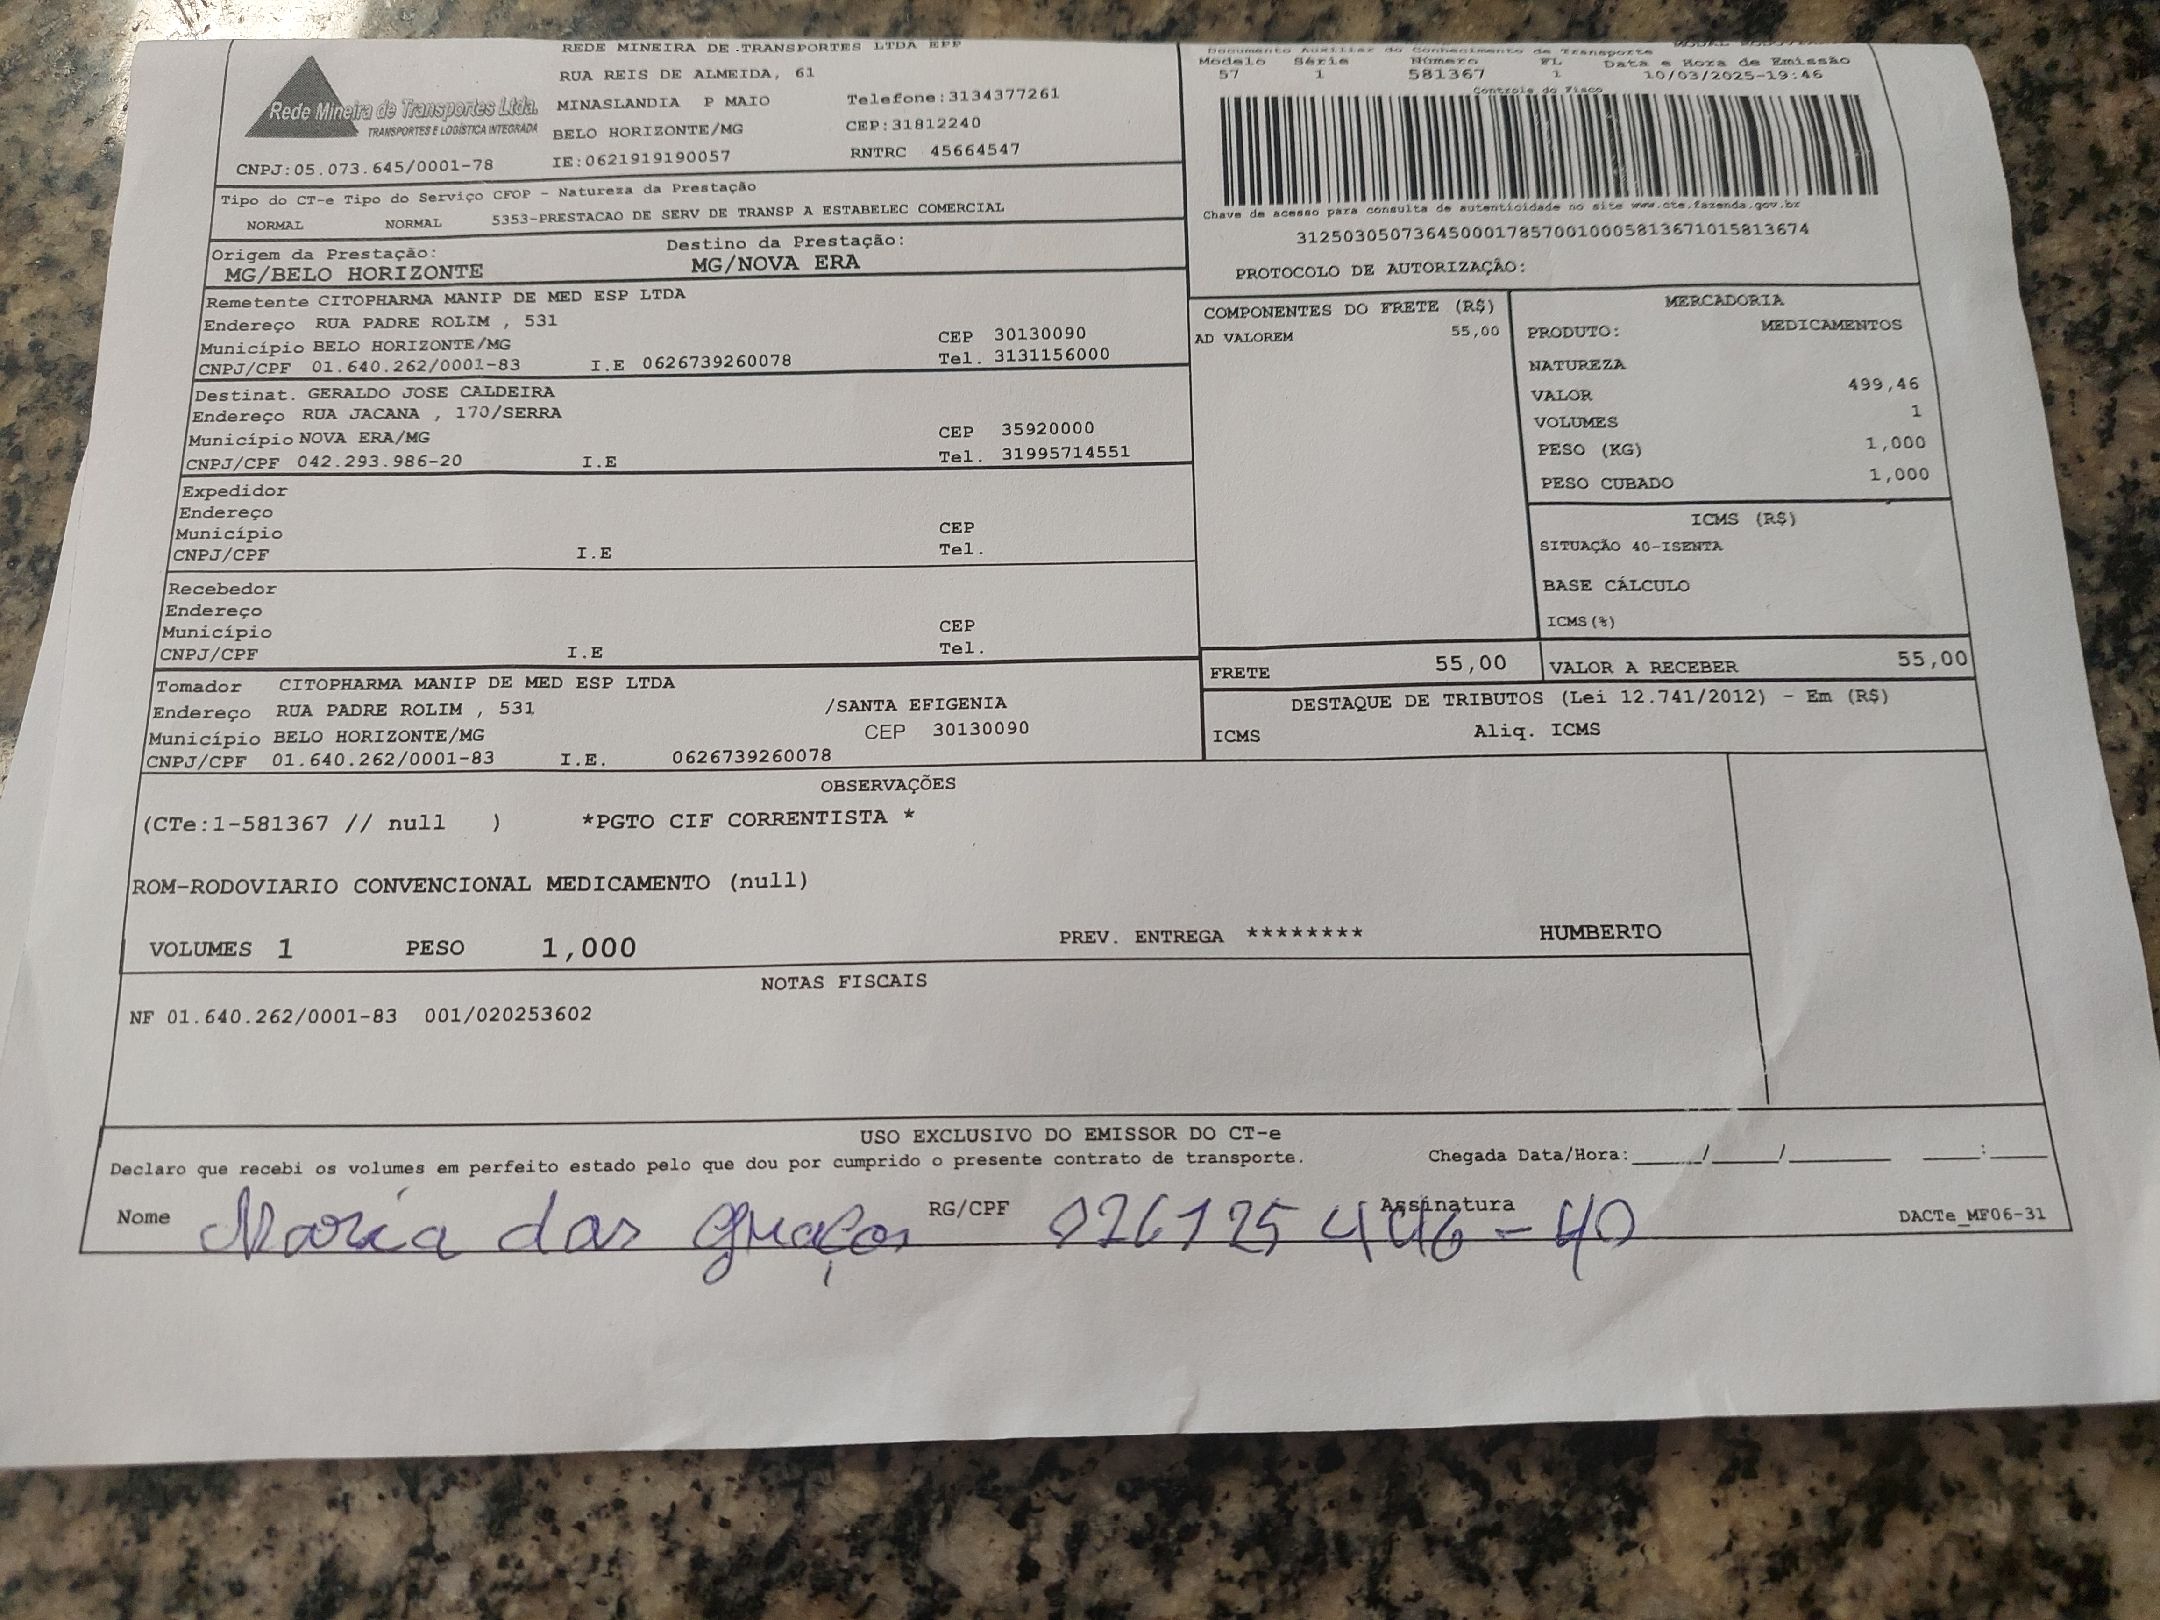 REDE MINEIRA DE TRANSPORTES LTDA EPP
RUA REIS DE ALMEIDA, 61
MINASLANDIA P MAIO Telefone:3134377261
BELO HORIZONTE/MG CEP:31812240
IE:0621919190057 RNTRC 45664547
Rede Mineira de Transportes Ltda.
TRANSPORTES E LOGÍSTICA INTEGRADA
CNPJ:05.073.645/0001-78
Tipo do CT-e Tipo do Serviço CFOP - Natureza da Prestação
NORMAL NORMAL 5353-PRESTACAO DE SERV DE TRANSP A ESTABELEC COMERCIAL
Origem da Prestação: Destino da Prestação:
MG/BELO HORIZONTE MG/NOVA ERA
Documento Auxiliar do Conhecimento de Transporte
Modelo Série Número FL Data e Hora de Emissão
57 1 581367 1 10/03/2025-19:46
Controle do Fisco
Chave de acesso para consulta de autenticidade no site www.cte.fazenda.gov.br
31250305073645000178570010005813671015813674
PROTOCOLO DE AUTORIZAÇÃO:
Remetente CITOPHARMA MANIP DE MED ESP LTDA
Endereço RUA PADRE ROLIM , 531
Município BELO HORIZONTE/MG CEP 30130090
CNPJ/CPF 01.640.262/0001-83 I.E 0626739260078 Tel. 3131156000
Destinat. GERALDO JOSE CALDEIRA
Endereço RUA JACANA , 170/SERRA
Município NOVA ERA/MG CEP 35920000
CNPJ/CPF 042.293.986-20 I.E Tel. 31995714551
Expedidor
Endereço
Município CEP
CNPJ/CPF I.E Tel.
Recebedor
Endereço
Município CEP
CNPJ/CPF I.E Tel.
Tomador CITOPHARMA MANIP DE MED ESP LTDA
Endereço RUA PADRE ROLIM , 531 /SANTA EFIGENIA
Município BELO HORIZONTE/MG CEP 30130090
CNPJ/CPF 01.640.262/0001-83 I.E. 0626739260078
COMPONENTES DO FRETE (R$)
AD VALOREM 55,00
MERCADORIA
PRODUTO: MEDICAMENTOS
NATUREZA
VALOR 499,46
VOLUMES 1
PESO (KG) 1,000
PESO CUBADO 1,000
ICMS (R$)
SITUAÇÃO 40-ISENTA
BASE CÁLCULO
ICMS(%)
FRETE 55,00 VALOR A RECEBER 55,00
DESTAQUE DE TRIBUTOS (Lei 12.741/2012) - Em (R$)
ICMS Aliq. ICMS
OBSERVAÇÕES
(CTe:1-581367 // null ) *PGTO CIF CORRENTISTA *
ROM-RODOVIARIO CONVENCIONAL MEDICAMENTO (null)
VOLUMES 1 PESO 1,000 PREV. ENTREGA ******** HUMBERTO
NOTAS FISCAIS
NF 01.640.262/0001-83 001/020253602
USO EXCLUSIVO DO EMISSOR DO CT-e
Declaro que recebi os volumes em perfeito estado pelo que dou por cumprido o presente contrato de transporte. Chegada Data/Hora:____/____/______ ___:___
Nome Maria das Graças RG/CPF 026125446-40 Assinatura DACTe_MF06-31